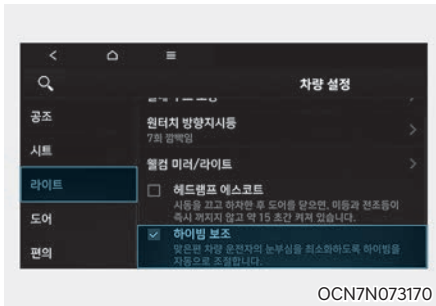 차량 설정
공조
시트
라이트
도어
편의
원터치 방향지시등
7회 깜박임
웰컴 미러/라이트
헤드램프 에스코트
시동을 끄고 하차한 후 도어를 닫으면, 미등과 전조등이
즉시 꺼지지 않고 약 15 초간 켜져 있습니다.
하이빔 보조
맞은편 차량 운전자의 눈부심을 최소화하도록 하이빔을
자동으로 조절합니다.
OCN7N073170